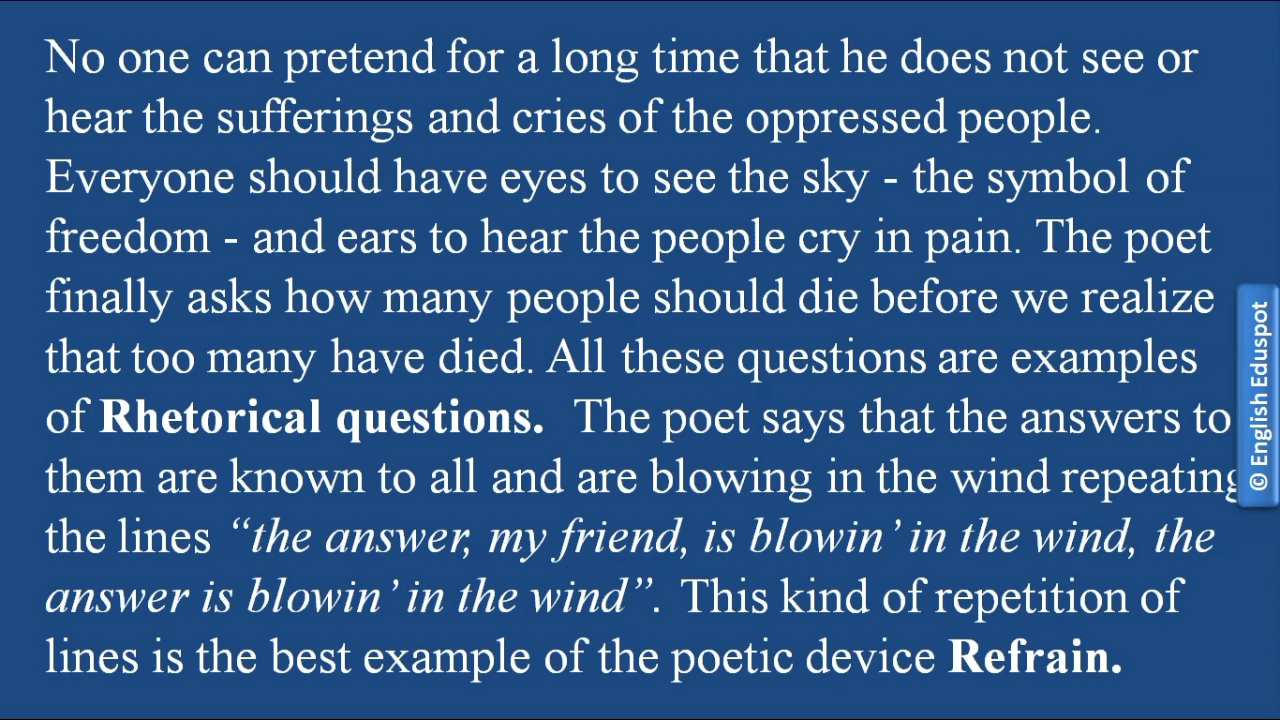 No one can pretend for a long time that he does not see or
hear the sufferings and cries of the oppressed people.
Everyone should have eyes to see the sky - the symbol of
freedom - and ears to hear the people cry in pain. The poet
finally asks how many people should die before we realize
that too many have died. All these questions are examples
of Rhetorical questions. The poet says that the answers to
them are known to all and are blowing in the wind repeating
the lines “the answer, my friend, is blowin’ in the wind, the
answer is blowin’ in the wind”. This kind of repetition of
lines is the best example of the poetic device Refrain.
© English Eduspot